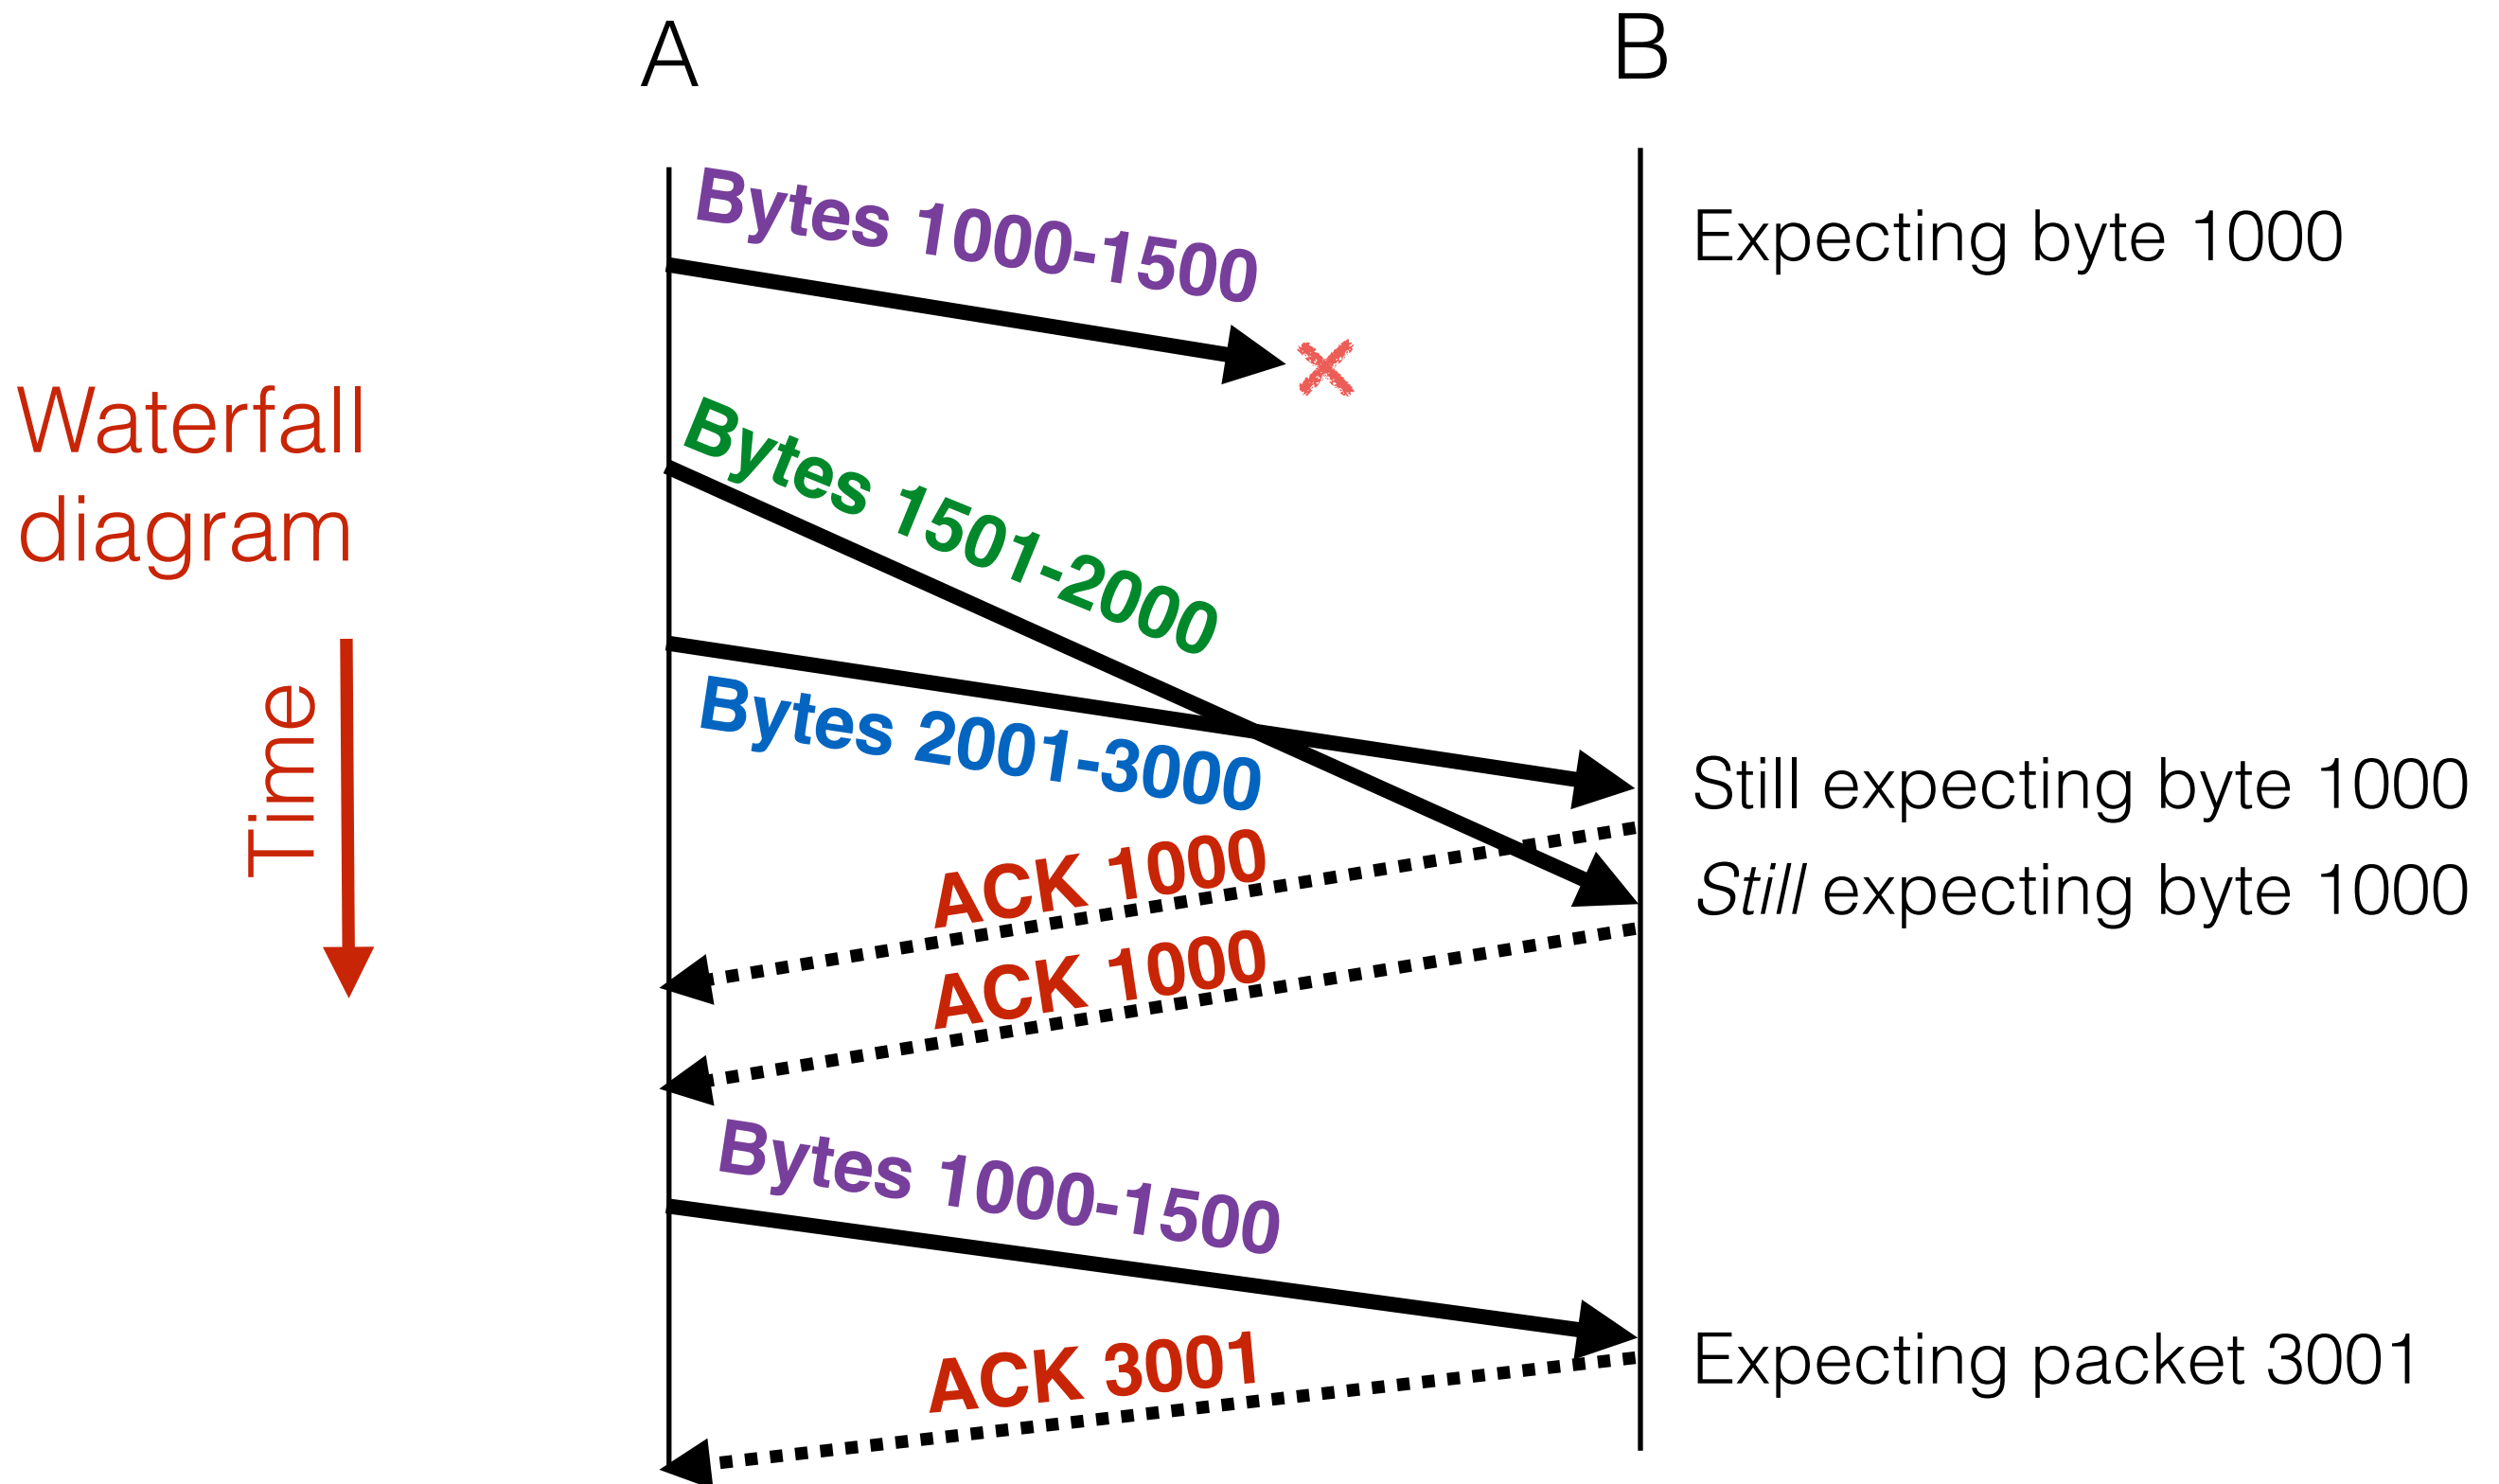 A
B
Bytes 1000-1500
Expecting byte 1000
Waterfall
diagram
Bytes 1501-2000
Time
Bytes 2001-3000
Still expecting byte 1000
ACK 1000
Still expecting byte 1000
ACK 1000
Bytes 1000-1500
ACK 3001
Expecting packet 3001